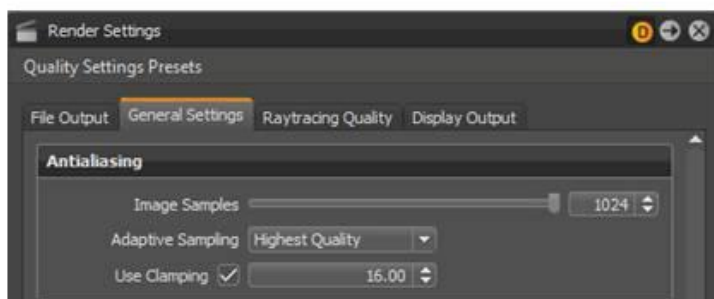 Render Settings D
Quality Settings Presets
File Output General Settings Raytracing Quality Display Output
Antialiasing
Image Samples 1024
Adaptive Sampling Highest Quality
Use Clamping 16.00